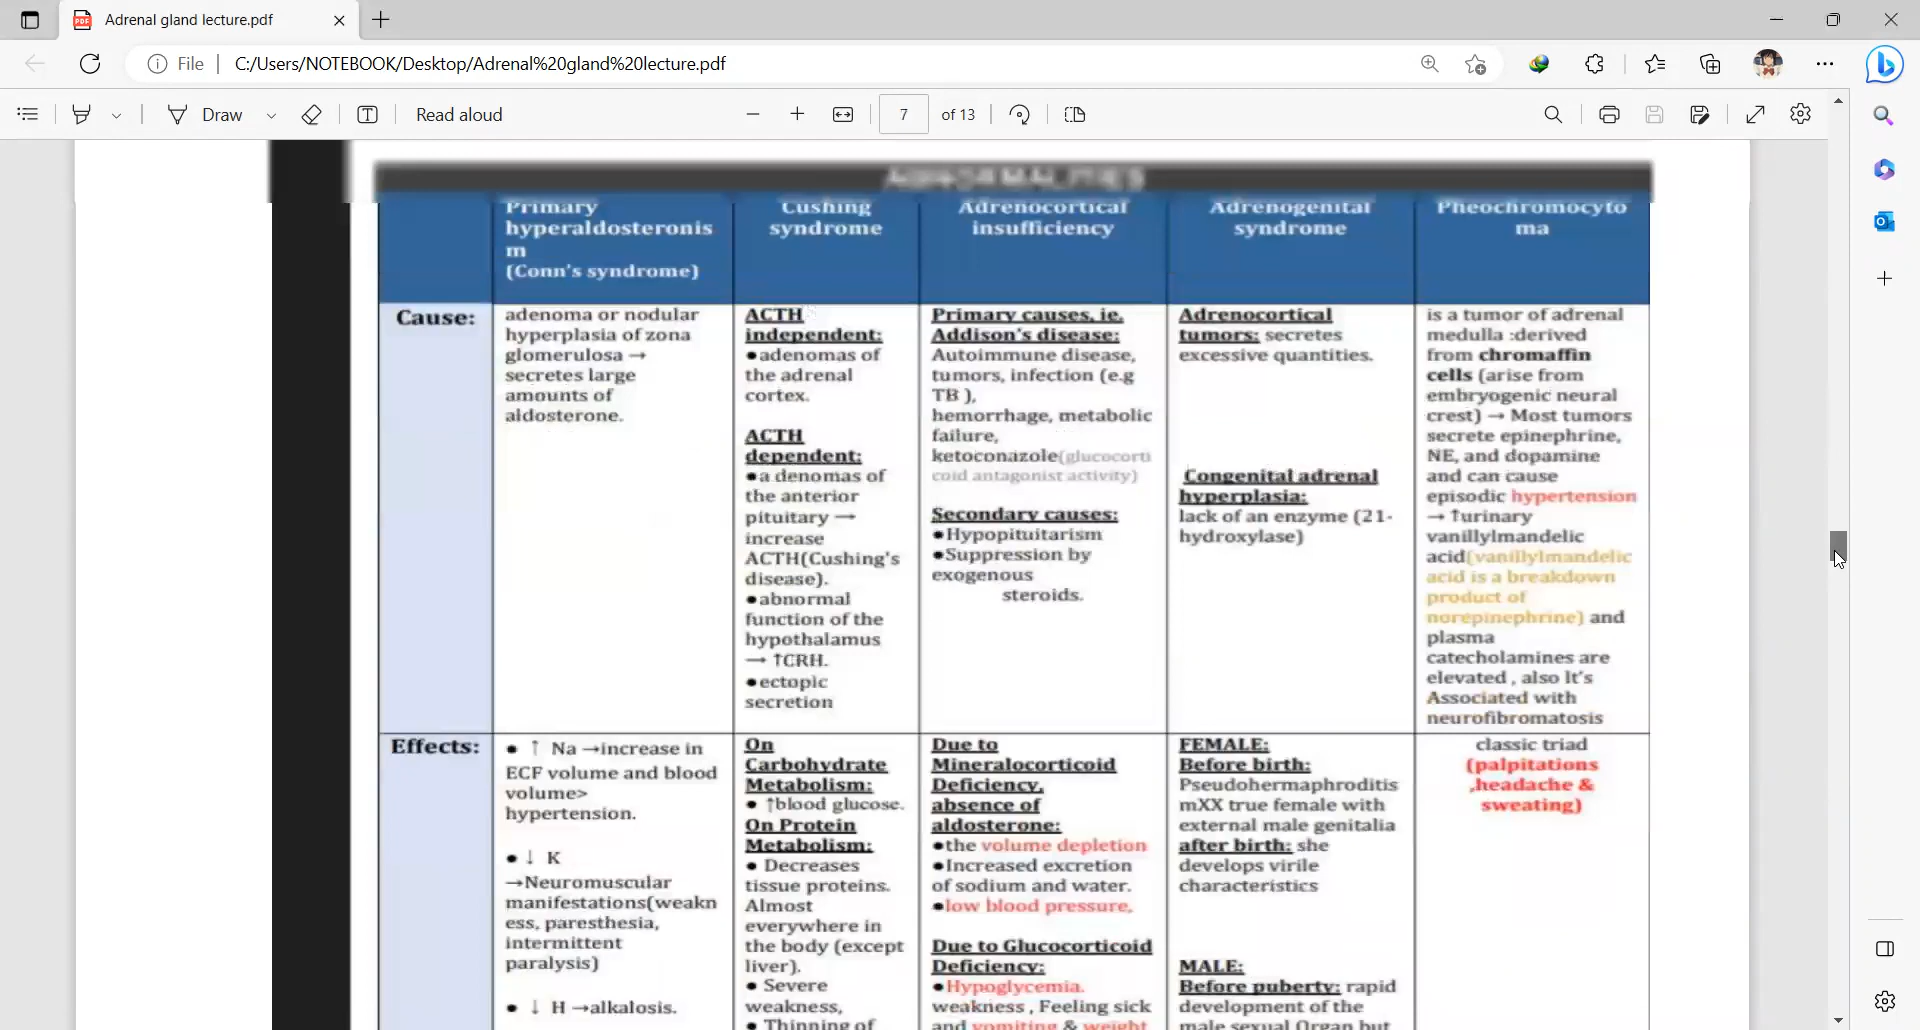 Adrenal gland lecture.pdf
File
C:/Users/NOTEBOOK/Desktop/Adrenal%20gland%20lecture.pdf
Draw
Read aloud
7 of 13
ABNORMALITIES
Primary
hyperaldosteronis
m
(Conn's syndrome)
Cushing
syndrome
Adrenocortical
insufficiency
Adrenogenital
syndrome
Pheochromocyto
ma
Cause:
adenoma or nodular
hyperplasia of zona
glomerulosa →
secretes large
amounts of
aldosterone.
ACTH
independent:
●adenomas of
the adrenal
cortex.
ACTH
dependent:
●a denomas of
the anterior
pituitary →
increase
ACTH(Cushing's
disease).
●abnormal
function of the
hypothalamus
→ ↑CRH.
●ectopic
secretion
Primary causes, ie.
Addison's disease:
Autoimmune disease,
tumors, infection (e.g
TB ),
hemorrhage, metabolic
failure,
ketoconazole(glucocorti
coid antagonist activity)
Secondary causes:
●Hypopituitarism
●Suppression by
exogenous
steroids.
Adrenocortical
tumors: secretes
excessive quantities.
Congenital adrenal
hyperplasia:
lack of an enzyme (21-
hydroxylase)
is a tumor of adrenal
medulla :derived
from chromaffin
cells (arise from
embryogenic neural
crest) → Most tumors
secrete epinephrine,
NE, and dopamine
and can cause
episodic hypertension
→ ↑urinary
vanillylmandelic
acid(vanillylmandelic
acid is a breakdown
product of
norepinephrine) and
plasma
catecholamines are
elevated , also It's
Associated with
neurofibromatosis
Effects:
● ↑ Na →increase in
ECF volume and blood
volume>
hypertension.
● ↓ K
→Neuromuscular
manifestations(weakn
ess, paresthesia,
intermittent
paralysis)
● ↓ H →alkalosis.
On
Carbohydrate
Metabolism:
● ↑blood glucose.
On Protein
Metabolism:
● Decreases
tissue proteins.
Almost
everywhere in
the body (except
liver).
● Severe
weakness,
● Thinning of
Due to
Mineralocorticoid
Deficiency,
absence of
aldosterone:
●the volume depletion
●Increased excretion
of sodium and water.
●low blood pressure,
Due to Glucocorticoid
Deficiency:
●Hypoglycemia.
weakness , Feeling sick
and vomiting & weight
FEMALE:
Before birth:
Pseudohermaphroditis
mXX true female with
external male genitalia
after birth: she
develops virile
characteristics
MALE:
Before puberty: rapid
development of the
male sexual Organ but
classic triad
(palpitations
,headache &
sweating)